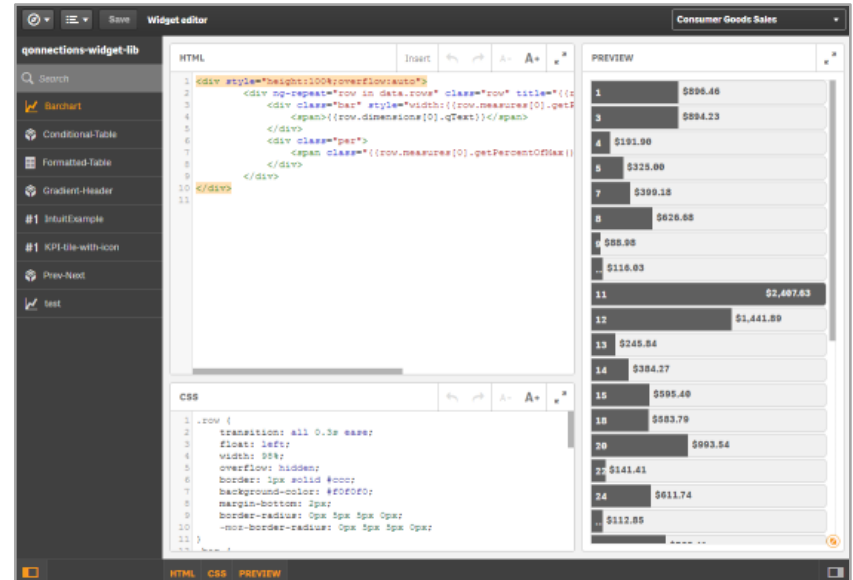 Save Widget editor Consumer Goods Sales
qonnections-widget-lib
Search
Barchart
Conditional-Table
Formatted-Table
Gradient-Header
#1 IntuitExample
#1 KPI-tile-with-icon
Prev-Next
test
HTML Insert A- A+
1 <div style="height:100%;overflow:auto">
2 <div ng-repeat="row in data.rows" class="row" title="{{r
3 <div class="bar" style="width:{{row.measures[0].getP
4 <span>{{row.dimensions[0].qText}}</span>
5 </div>
6 <div class="per">
7 <span class="{{row.measures[0].getPercentOfMax()
8 </div>
9 </div>
10 </div>
11
CSS A- A+
1 .row {
2 transition: all 0.3s ease;
3 float: left;
4 width: 98%;
5 overflow: hidden;
6 border: 1px solid #ccc;
7 background-color: #f0f0f0;
8 margin-bottom: 2px;
9 border-radius: 0px 5px 5px 0px;
10 -moz-border-radius: 0px 5px 5px 0px;
11 }
PREVIEW
1 $896.46
3 $894.23
4 $191.90
5 $325.00
7 $399.18
8 $626.68
9 $88.98
.. $116.03
11 $2,407.63
12 $1,441.89
13 $245.84
14 $384.27
15 $595.40
18 $583.79
20 $993.54
22 $141.41
24 $611.74
.. $112.85
HTML CSS PREVIEW